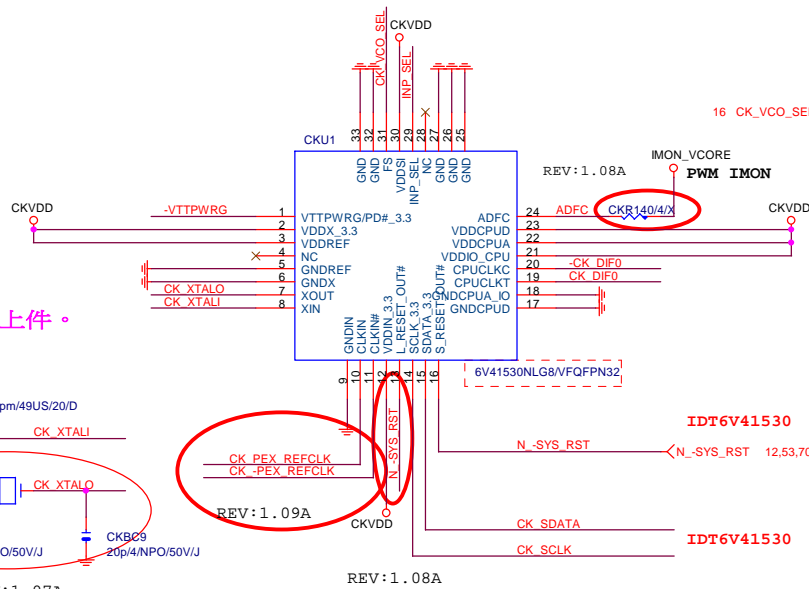 CKVDD
CK_VCO_SEL
INP_SEL
16 CK_VCO_SEL
CKU1
33 32 31 30 29 28 27 26 25
GND GND FS VDDSI INP_SEL NC GND GND GND
REV:1.08A
IMON_VCORE
PWM IMON
CKVDD
-VTTPWRG 1 VTTPWRG/PD#_3.3
2 VDDX_3.3
3 VDDREF
4 NC
5 GNDREF
6 GNDX
CK_XTALO 7 XOUT
CK_XTALI 8 XIN
ADFC 24 ADFC CKR140/4/X
CKVDD
VDDCPUD 23
VDDCPUA 22
VDDIO_CPU 21
CPUCLKC 20 -CK_DIF0
CPUCLKT 19 CK_DIF0
GNDCPUA_IO 18
GNDCPUD 17
GNDIN CLKIN CLKIN# VDDIN_3.3 L_RESET_OUT# SCLK_3.3 SDATA_3.3 S_RESET_OUT#
9 10 11 12 13 14 15 16
上件。
6V41530NLG8/VFQFPN32
pm/49US/20/D
CK_XTALI
N_-SYS_RST
IDT6V41530
N_-SYS_RST
N_-SYS_RST 12,53,70
CK_PEX_REFCLK
CK_-PEX_REFCLK
CK_XTALO
REV:1.09A
CKVDD
CK_SDATA
IDT6V41530
CK_SCLK
CKBC9
20p/4/NPO/50V/J
O/50V/J
REV:1.08A